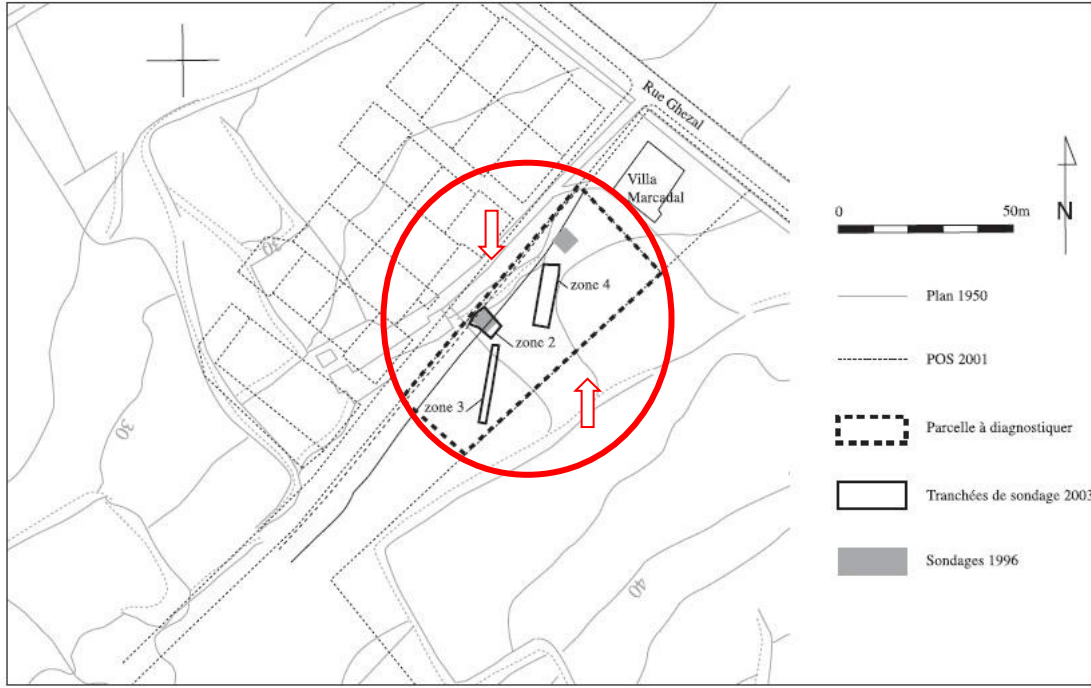 Rue Ghezal
Villa
Marcadal
zone 4
zone 2
zone 3
30
30
40
0
50m
N
Plan 1950
POS 2001
Parcelle à diagnostiquer
Tranchées de sondage 2003
Sondages 1996